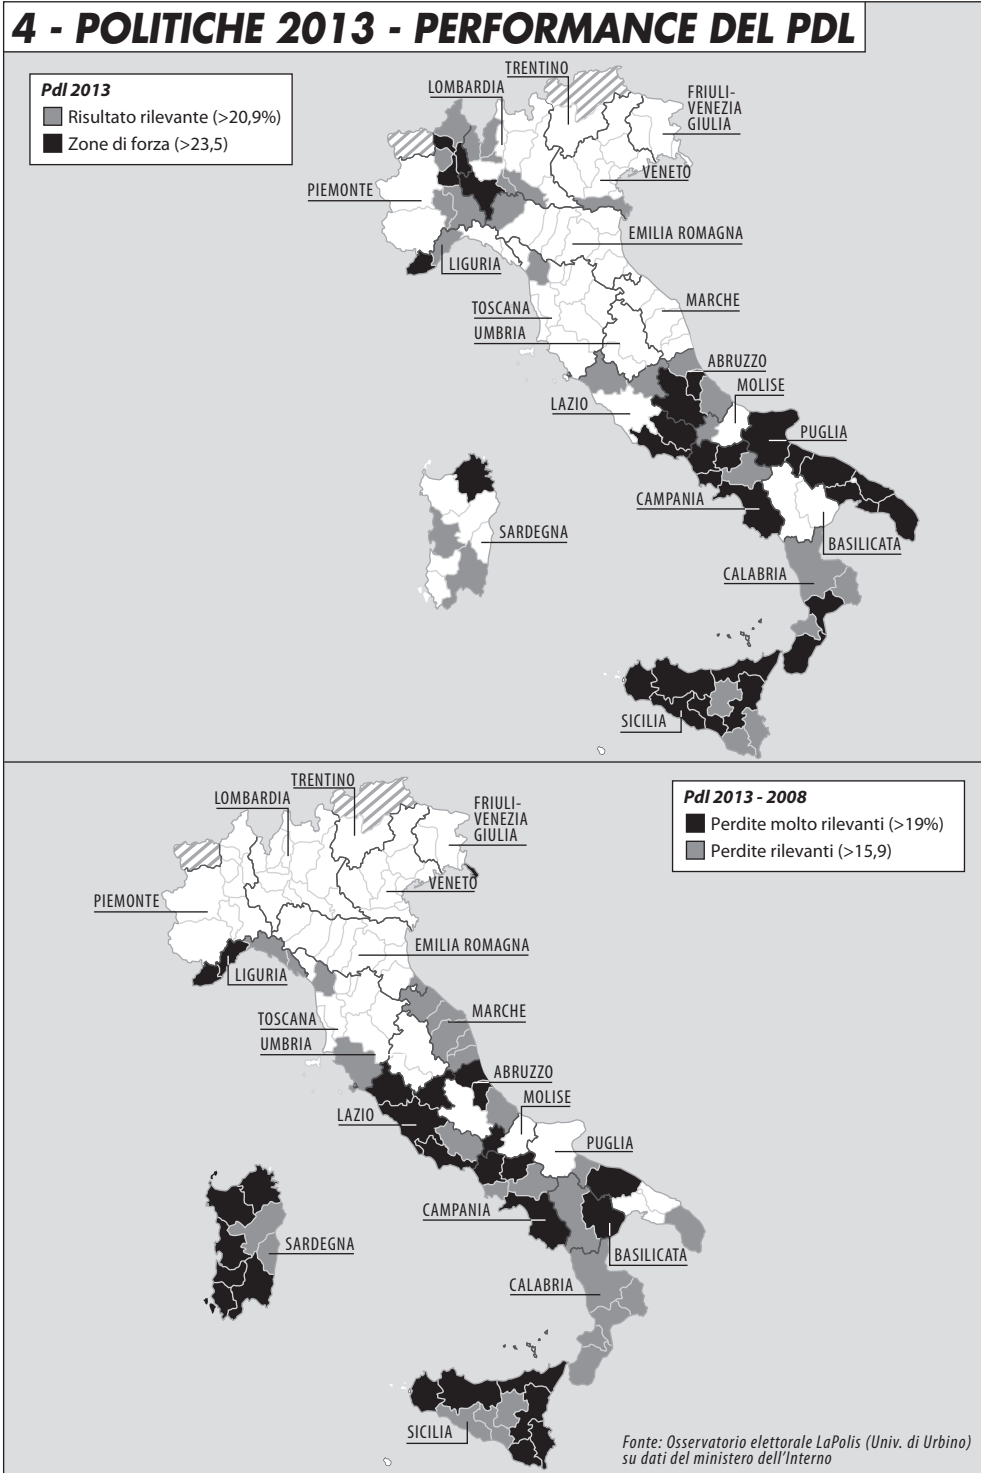 4 - POLITICHE 2013 - PERFORMANCE DEL PDL
Pdl 2013
Risultato rilevante (>20,9%)
Zone di forza (>23,5)
TRENTINO
LOMBARDIA
FRIULI-
VENEZIA
GIULIA
VENETO
PIEMONTE
EMILIA ROMAGNA
LIGURIA
TOSCANA
MARCHE
UMBRIA
ABRUZZO
MOLISE
LAZIO
PUGLIA
CAMPANIA
SARDEGNA
BASILICATA
CALABRIA
SICILIA
Pdl 2013 - 2008
Perdite molto rilevanti (>19%)
Perdite rilevanti (>15,9)
TRENTINO
LOMBARDIA
FRIULI-
VENEZIA
GIULIA
VENETO
PIEMONTE
EMILIA ROMAGNA
LIGURIA
TOSCANA
MARCHE
UMBRIA
ABRUZZO
MOLISE
LAZIO
PUGLIA
CAMPANIA
SARDEGNA
BASILICATA
CALABRIA
SICILIA
Fonte: Osservatorio elettorale LaPolis (Univ. di Urbino)
su dati del ministero dell'Interno